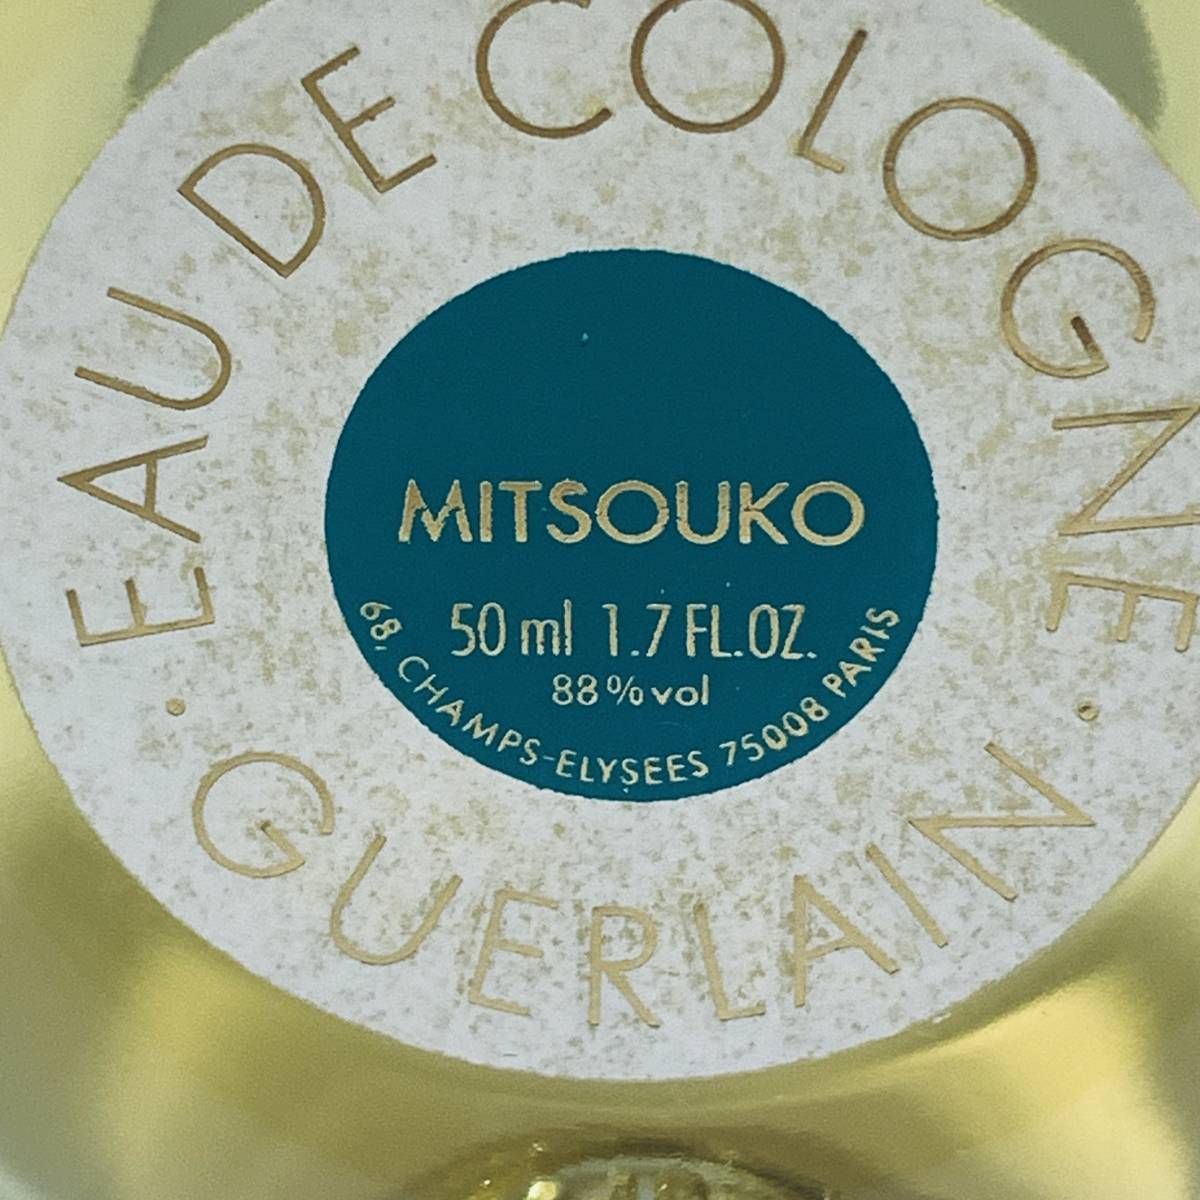 EAU DE COLOGNE
MITSOUKO
50 ml 1.7 FL.OZ.
88% vol
68, CHAMPS-ELYSEES 75008 PARIS
· GUERLAIN ·